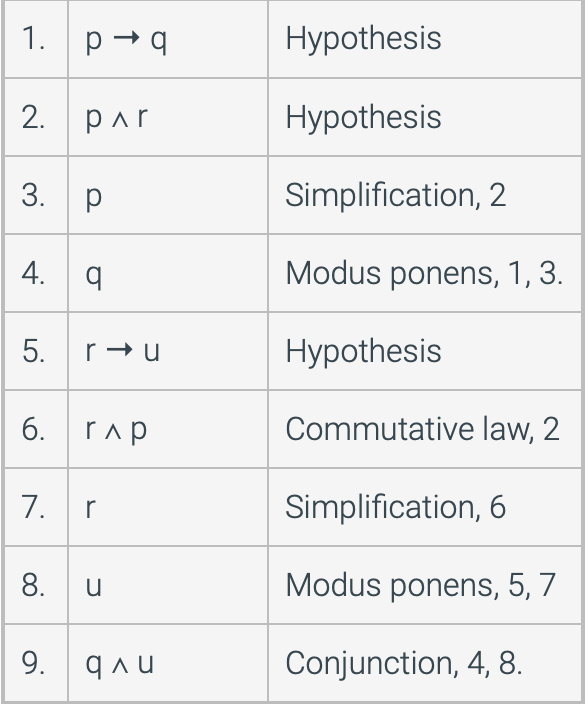 1. p → q Hypothesis
2. p ∧ r Hypothesis
3. p Simplification, 2
4. q Modus ponens, 1, 3.
5. r → u Hypothesis
6. r ∧ p Commutative law, 2
7. r Simplification, 6
8. u Modus ponens, 5, 7
9. q ∧ u Conjunction, 4, 8.